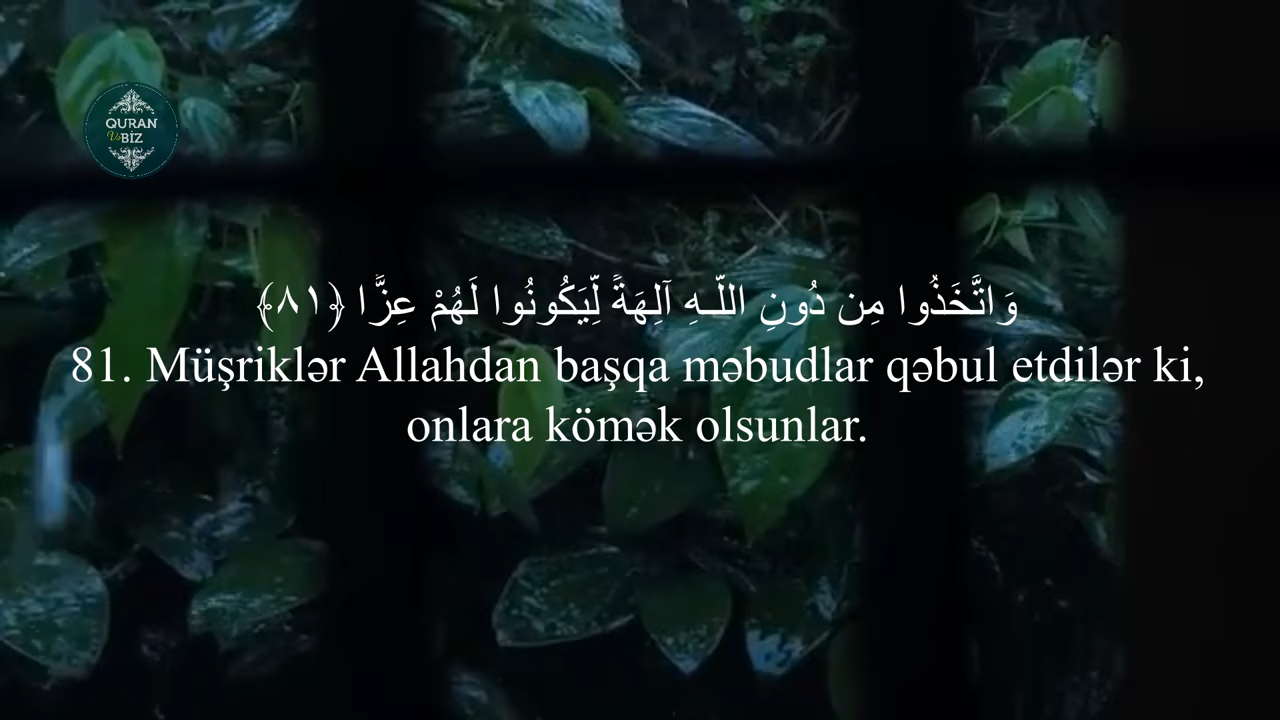 QURAN
Və BİZ
وَاتَّخَذُوا مِن دُونِ اللَّـهِ آلِهَةً لِّيَكُونُوا لَهُمْ عِزًّا ﴿٨١﴾
81. Müşriklər Allahdan başqa məbudlar qəbul etdilər ki,
onlara kömək olsunlar.